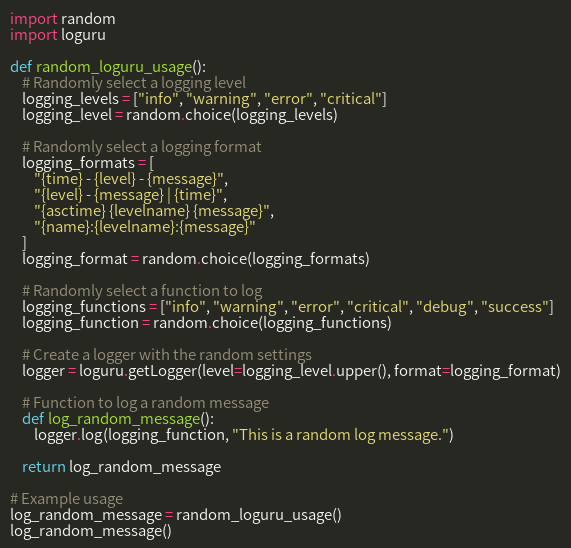 import random
import loguru

def random_loguru_usage():
    # Randomly select a logging level
    logging_levels = ["info", "warning", "error", "critical"]
    logging_level = random.choice(logging_levels)

    # Randomly select a logging format
    logging_formats = [
        "{time} - {level} - {message}",
        "{level} - {message} | {time}",
        "{asctime} {levelname} {message}",
        "{name}:{levelname}:{message}"
    ]
    logging_format = random.choice(logging_formats)

    # Randomly select a function to log
    logging_functions = ["info", "warning", "error", "critical", "debug", "success"]
    logging_function = random.choice(logging_functions)

    # Create a logger with the random settings
    logger = loguru.getLogger(level=logging_level.upper(), format=logging_format)

    # Function to log a random message
    def log_random_message():
        logger.log(logging_function, "This is a random log message.")

    return log_random_message

# Example usage
log_random_message = random_loguru_usage()
log_random_message()